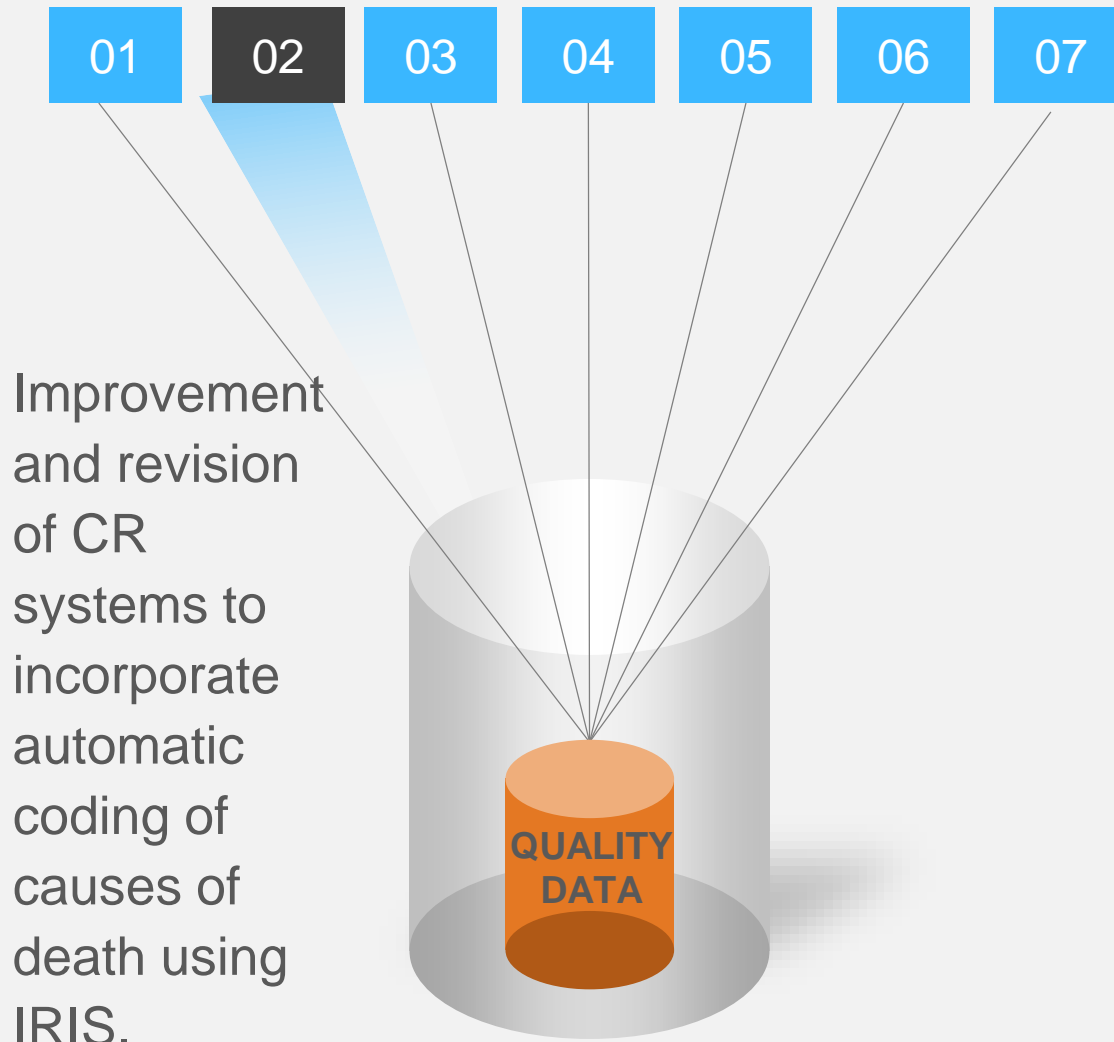 01 02 03 04 05 06 07
Improvement
and revision
of CR
systems to
incorporate
automatic
coding of
causes of
death using
IRIS.
QUALITY
DATA